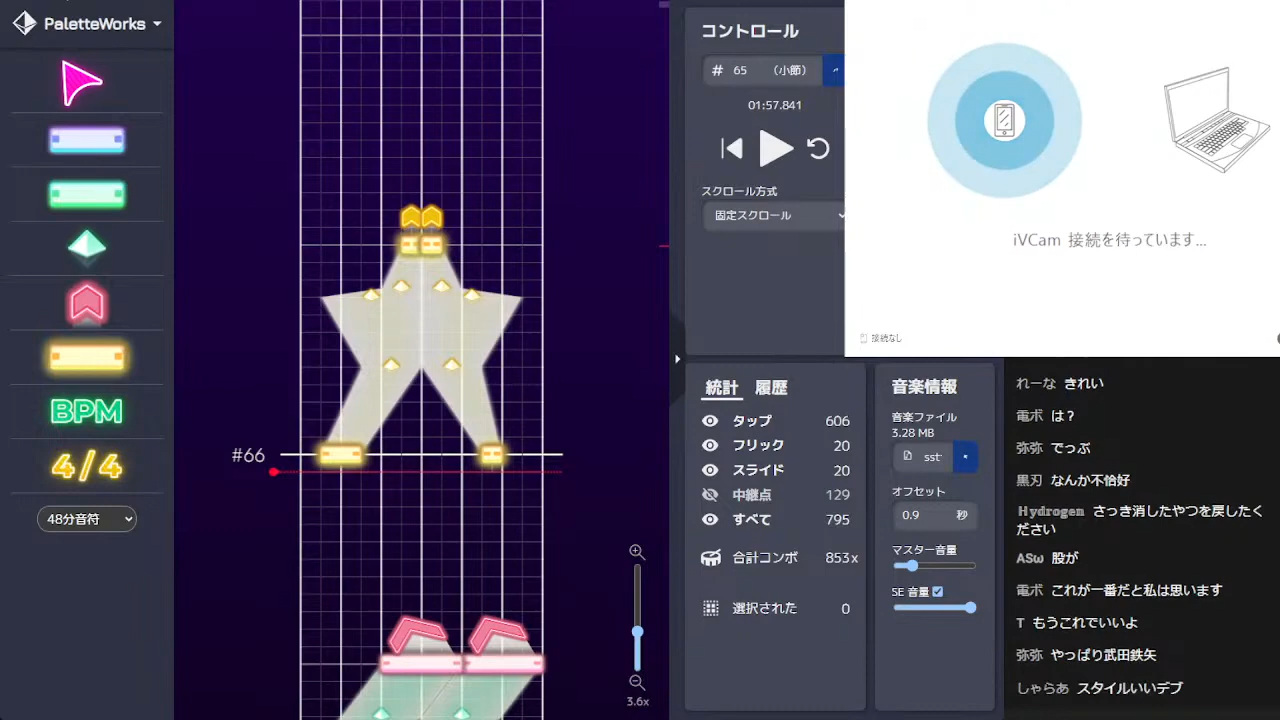 PaletteWorks
BPM
4/4
48分音符
#66
3.6x
コントロール
# 65 （小節）
01:57.841
スクロール方式
固定スクロール
iVCam 接続を待っています...
接続なし
統計 履歴
タップ 606
フリック 20
スライド 20
中継点 129
すべて 795
合計コンボ 853x
選択された 0
音楽情報
音楽ファイル
3.28 MB
sst
オフセット
0.9 秒
マスター音量
SE 音量
れーな きれい
電ボ は？
弥弥 でっぷ
黒刃 なんか不恰好
Hydrogen さっき消したやつを戻したく
ださい
ASω 股が
電ボ これが一番だと私は思います
T もうこれでいいよ
弥弥 やっぱり武田鉄矢
しゃらあ スタイルいいデブ